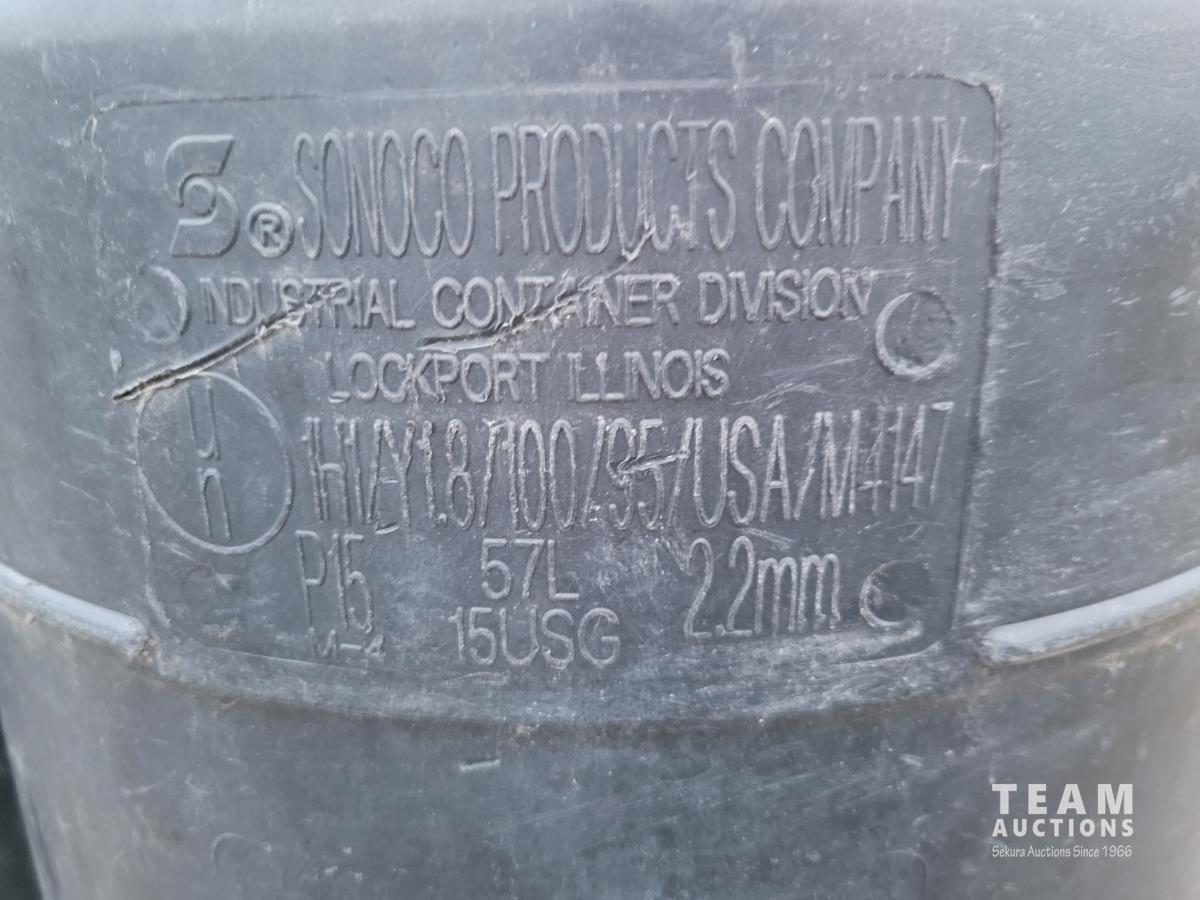 S® SONOCO PRODUCTS COMPANY
INDUSTRIAL CONTAINER DIVISION
LOCKPORT ILLINOIS
un
1H1/Y1.8/100/95/USA/M4147
P15 57L 2.2mm
15USG
TEAM
AUCTIONS
Sekura Auctions Since 1966